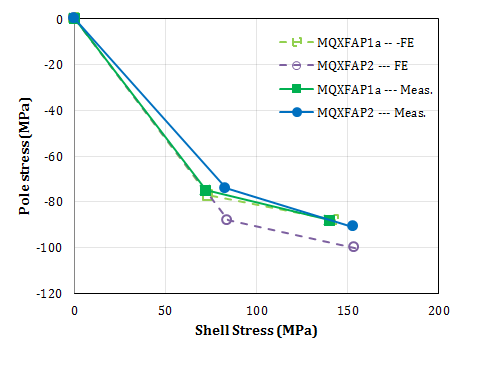 0
-20
-40
-60
-80
-100
-120
Pole stress (MPa)
MQXFAP1a -- -FE
MQXFAP2 --- FE
MQXFAP1a --- Meas.
MQXFAP2 --- Meas.
0 50 100 150 200
Shell Stress (MPa)